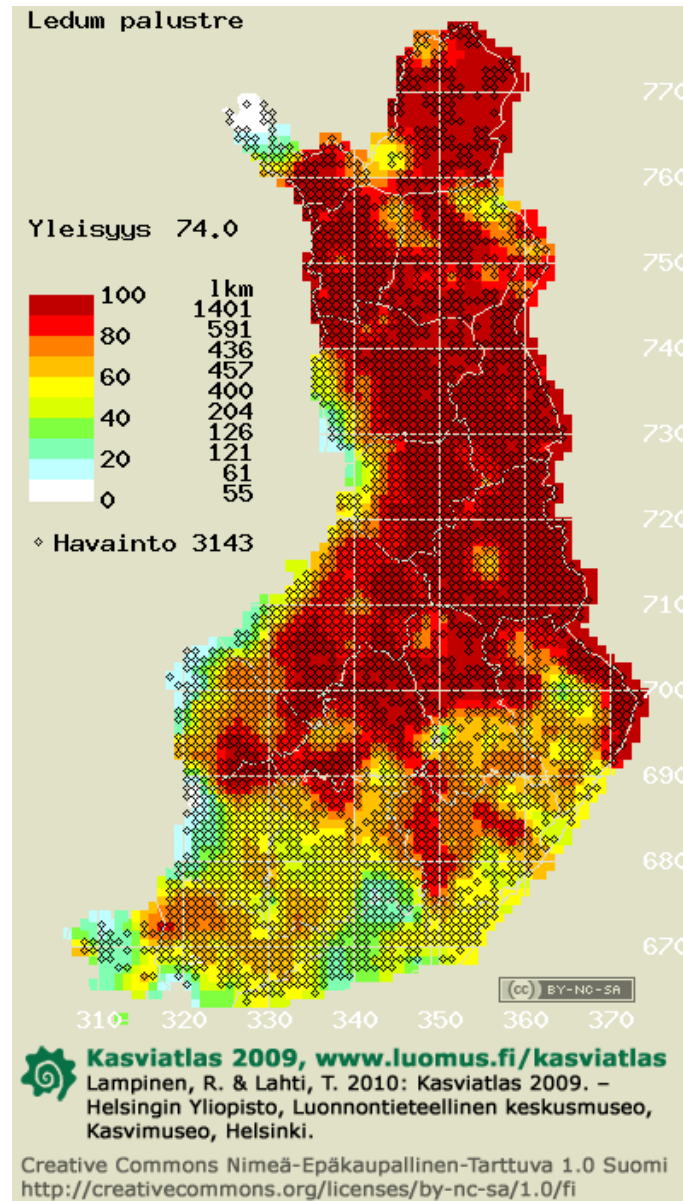 Ledum palustre
770
760
Yleisyys 74.0
750
100 lkm
1401
80 591
436
740
60 457
400
40 204
126
730
20 121
61
0 55
720
Havainto 3143
710
700
690
680
670
(cc) BY-NC-SA
310 320 330 340 350 360 370
Kasviatlas 2009, www.luomus.fi/kasviatlas
Lampinen, R. & Lahti, T. 2010: Kasviatlas 2009. –
Helsingin Yliopisto, Luonnontieteellinen keskusmuseo,
Kasvimuseo, Helsinki.
Creative Commons Nimeä-Epäkaupallinen-Tarttuva 1.0 Suomi
http://creativecommons.org/licenses/by-nc-sa/1.0/fi